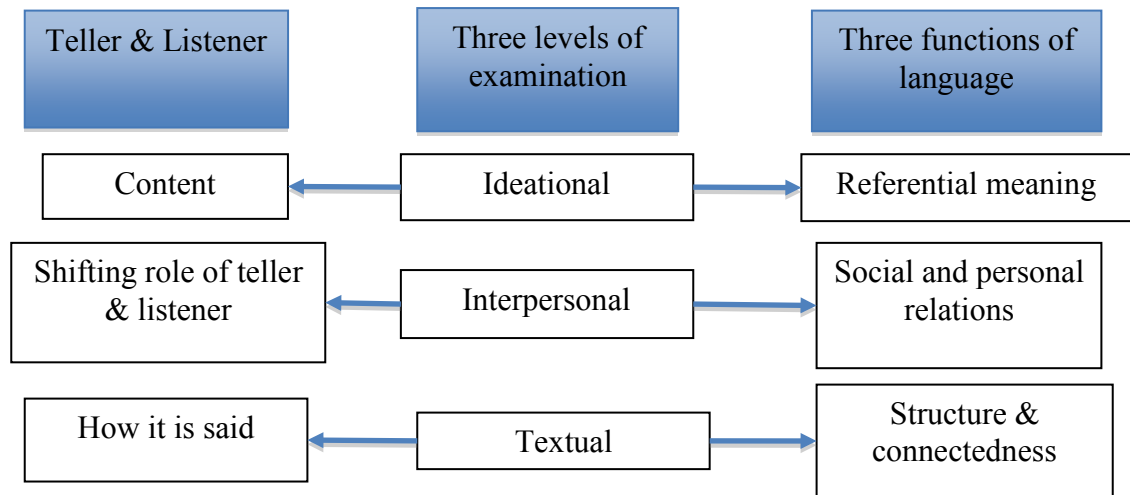 Teller & Listener
Three levels of
examination
Three functions of
language
Content
Ideational
Referential meaning
Shifting role of teller
& listener
Interpersonal
Social and personal
relations
How it is said
Textual
Structure &
connectedness